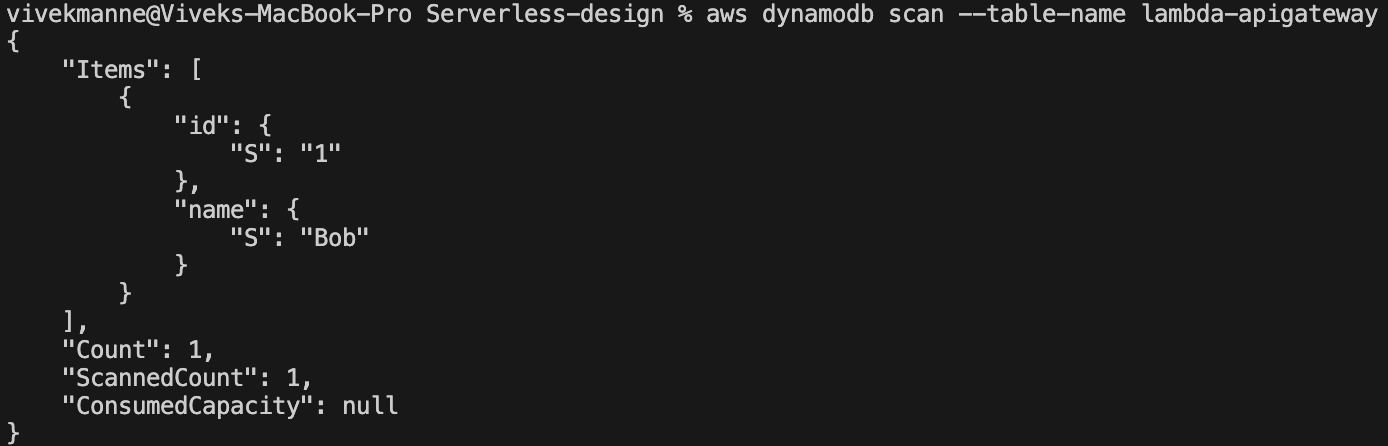 vivekmanne@Viveks-MacBook-Pro Serverless-design % aws dynamodb scan --table-name lambda-apigateway
{
    "Items": [
        {
            "id": {
                "S": "1"
            },
            "name": {
                "S": "Bob"
            }
        }
    ],
    "Count": 1,
    "ScannedCount": 1,
    "ConsumedCapacity": null
}